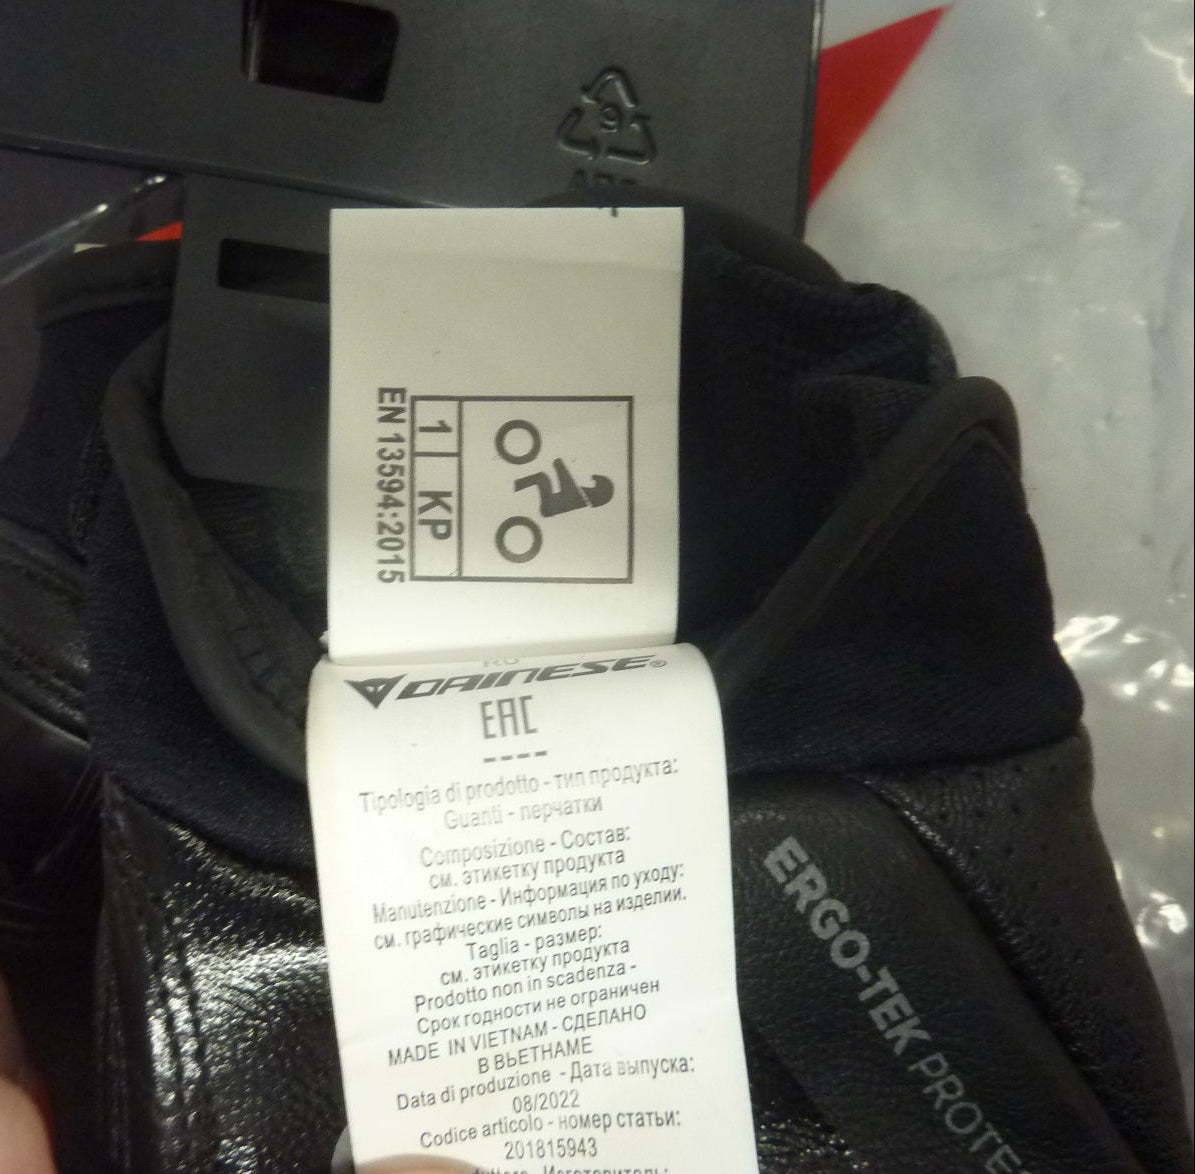 EN 13594:2015
1 KP
DAINESE®
EAC
Tipologia di prodotto - тип продукта:
Guanti - перчатки
Composizione - Состав:
см. этикетку продукта
Manutenzione - Информация по уходу:
см. графические символы на изделии.
Taglia - размер:
см. этикетку продукта
Prodotto non in scadenza -
Срок годности не ограничен
MADE IN VIETNAM - СДЕЛАНО
В ВЬЕТНАМЕ
Data di produzione - Дата выпуска:
08/2022
Codice articolo - номер статьи:
201815943
Изготовитель:
ERGO-TEK PROTE